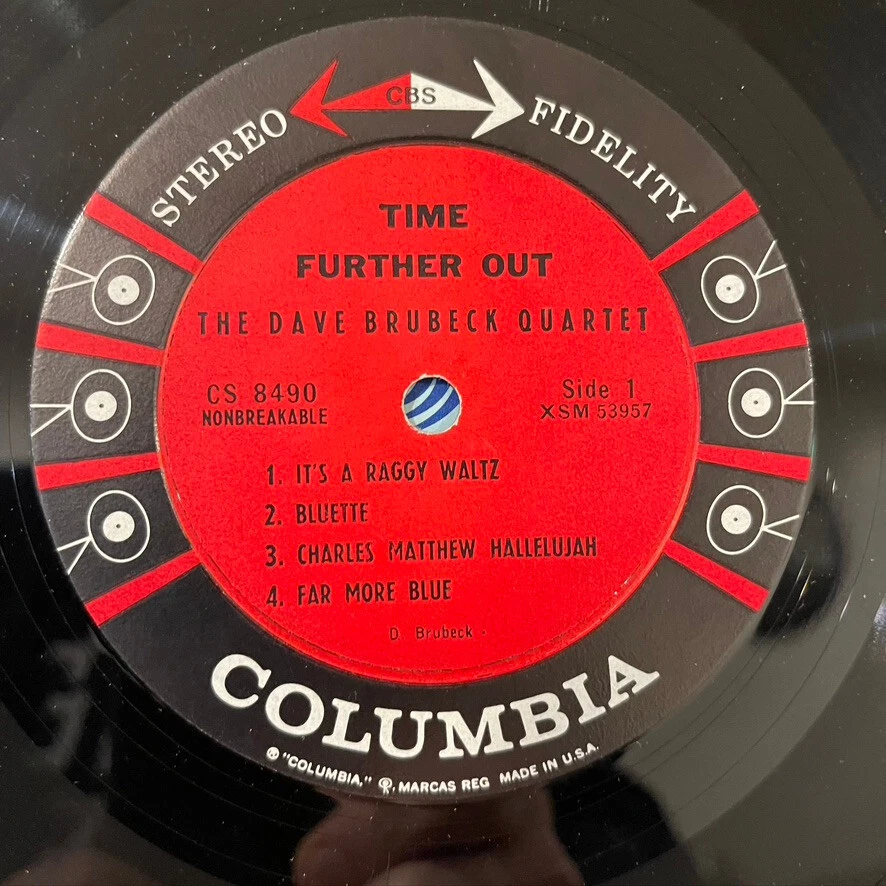 CBS
STEREO FIDELITY
TIME
FURTHER OUT
THE DAVE BRUBECK QUARTET
CS 8490
NONBREAKABLE
Side 1
XSM 53957
1. IT'S A RAGGY WALTZ
2. BLUETTE
3. CHARLES MATTHEW HALLELUJAH
4. FAR MORE BLUE
D. Brubeck -
COLUMBIA
® "COLUMBIA," ®, MARCAS REG MADE IN U.S.A.